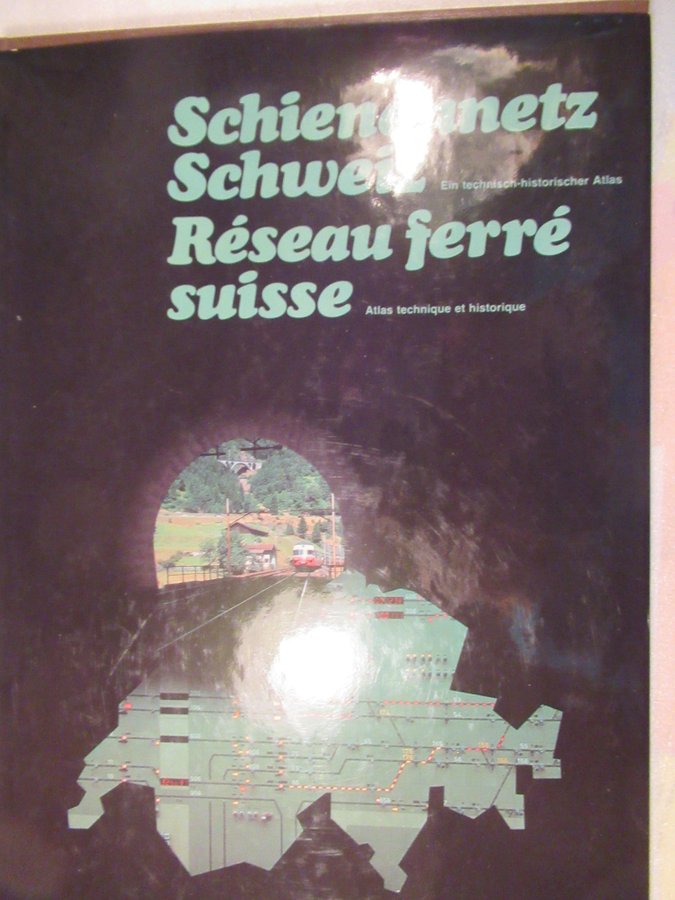 Schienennetz
Schweiz Ein technisch-historischer Atlas
Réseau ferré
suisse Atlas technique et historique